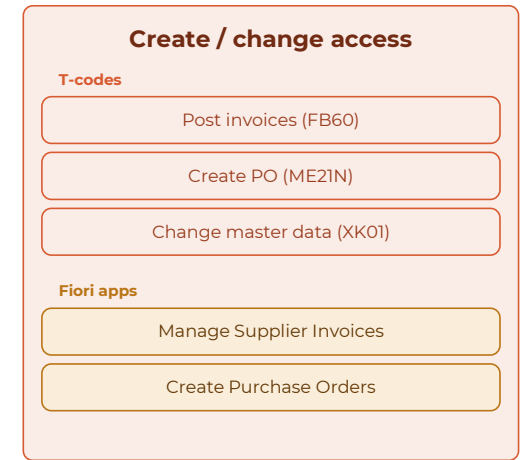 Create / change access
T-codes
Post invoices (FB60)
Create PO (ME21N)
Change master data (XK01)
Fiori apps
Manage Supplier Invoices
Create Purchase Orders